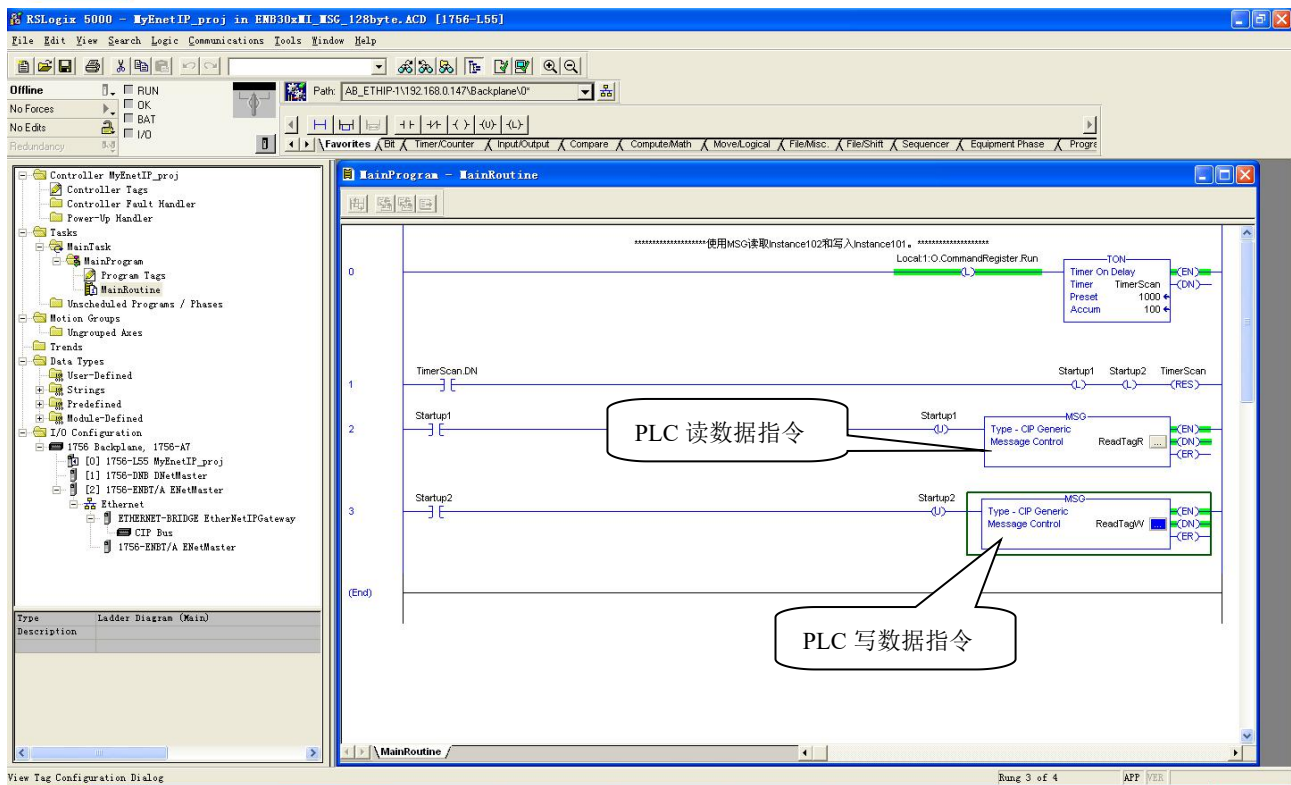 RSLogix 5000 - MyEnetIP_proj in ENB30xMI_MSG_128byte.ACD [1756-L55]
File Edit View Search Logic Communications Tools Window Help
Offline
RUN
No Forces
OK
No Edits
BAT
Redundancy
I/O
Path: AB_ETHIP-1\192.168.0.147\Backplane\0*
Favorites Bit Timer/Counter Input/Output Compare Compute/Math Move/Logical File/Misc. File/Shift Sequencer Equipment Phase Progra
Controller MyEnetIP_proj
Controller Tags
Controller Fault Handler
Power-Up Handler
Tasks
MainTask
MainProgram
Program Tags
MainRoutine
Unscheduled Programs / Phases
Motion Groups
Ungrouped Axes
Trends
Data Types
User-Defined
Strings
Predefined
Module-Defined
I/O Configuration
1756 Backplane, 1756-A7
[0] 1756-L55 MyEnetIP_proj
[1] 1756-DNB DNetMaster
[2] 1756-ENBT/A ENetMaster
Ethernet
ETHERNET-BRIDGE EtherNetIPGateway
CIP Bus
1756-ENBT/A ENetMaster
Type Ladder Diagram (Main)
Description
MainProgram - MainRoutine
********************使用MSG读取Instance102和写入Instance101。********************
0
Local:1:O.CommandRegister.Run
(L)
TON
Timer On Delay
Timer TimerScan
Preset 1000
Accum 100
(EN)
(DN)
1
TimerScan.DN
Startup1 Startup2 TimerScan
(L) (L) (RES)
2
Startup1
PLC 读数据指令
Startup1
(U)
MSG
Type - CIP Generic
Message Control ReadTagR ...
(EN)
(DN)
(ER)
3
Startup2
Startup2
(U)
MSG
Type - CIP Generic
Message Control ReadTagW ...
(EN)
(DN)
(ER)
(End)
PLC 写数据指令
MainRoutine
View Tag Configuration Dialog
Rung 3 of 4
APP VER